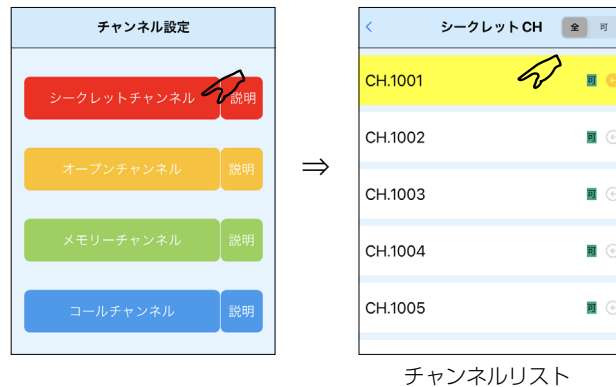 チャンネル設定
シークレットチャンネル 説明
オープンチャンネル 説明
メモリーチャンネル 説明
コールチャンネル 説明
⇒
シークレットCH 全 可
CH.1001 可
CH.1002 可
CH.1003 可
CH.1004 可
CH.1005 可
チャンネルリスト